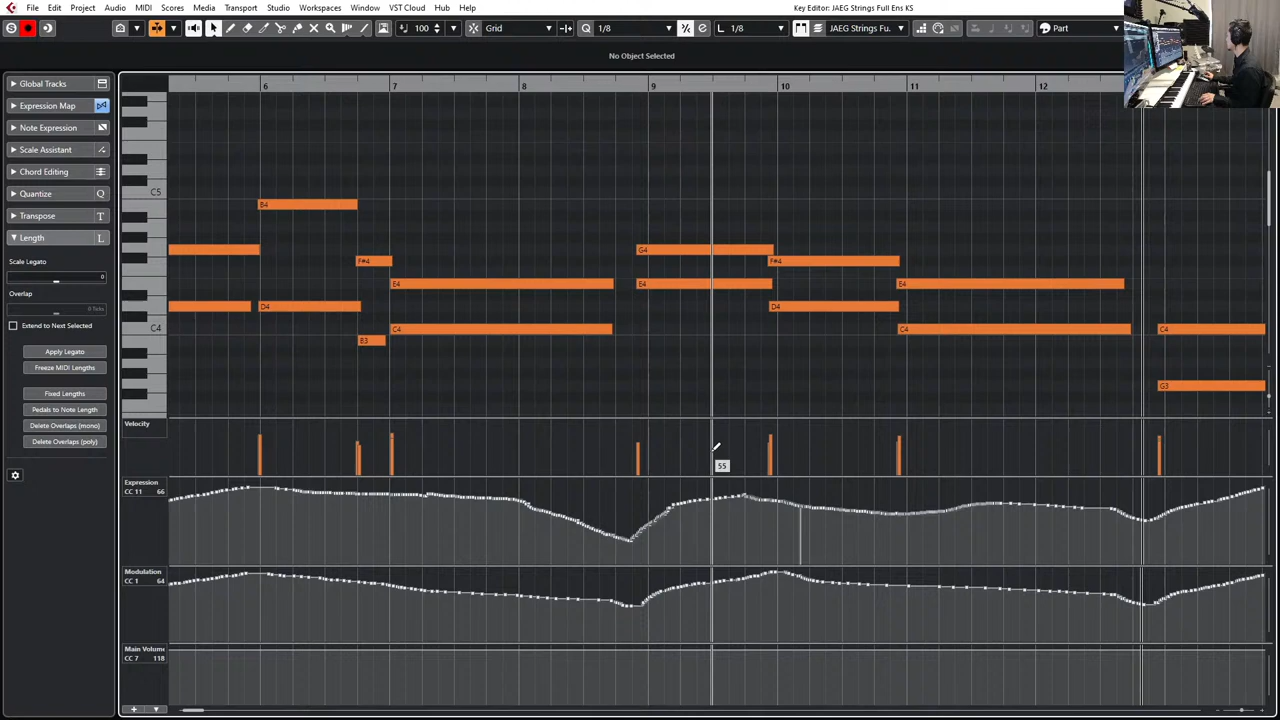 File Edit Project Audio MIDI Scores Media Transport Studio Workspaces Window VST Cloud Hub Help
Key Editor: JAEG Strings Full Ens KS
100 Grid Q 1/8 L 1/8 JAEG Strings Fu. Part
No Object Selected
Global Tracks
Expression Map
Note Expression
Scale Assistant
Chord Editing
Quantize Q
Transpose T
Length L
Scale Legato
0
Overlap
0 Ticks
Extend to Next Selected
Apply Legato
Freeze MIDI Lengths
Fixed Lengths
Pedals to Note Length
Delete Overlaps (mono)
Delete Overlaps (poly)
6 7 8 9 10 11 12
C5
B4
G4
F#4 F#4
E4 E4 E4
D4 D4
C4 C4 C4 C4
B3
G3
Velocity
55
Expression
CC 11 66
Modulation
CC 1 64
Main Volume
CC 7 118